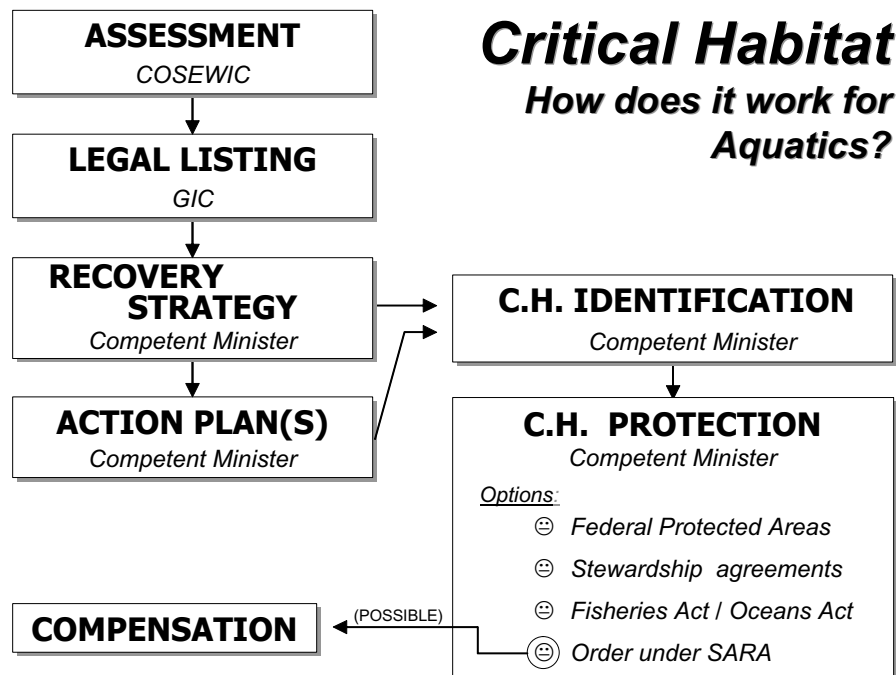 Critical Habitat
How does it work for
Aquatics?
ASSESSMENT
COSEWIC
LEGAL LISTING
GIC
RECOVERY
STRATEGY
Competent Minister
ACTION PLAN(S)
Competent Minister
C.H. IDENTIFICATION
Competent Minister
C.H. PROTECTION
Competent Minister
Options:
Federal Protected Areas
Stewardship agreements
Fisheries Act / Oceans Act
Order under SARA
(POSSIBLE)
COMPENSATION